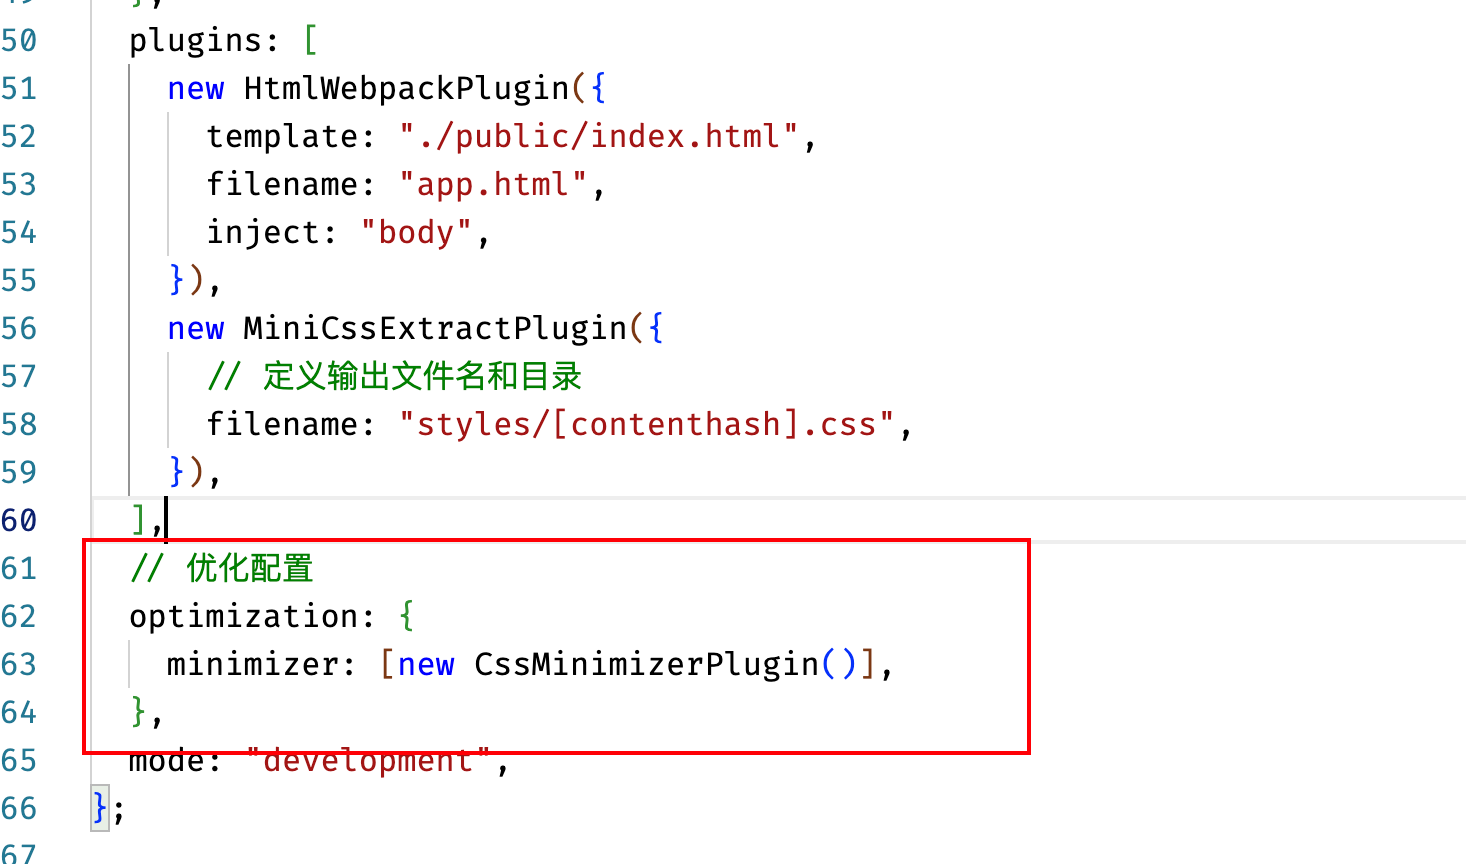 50 plugins: [
51 new HtmlWebpackPlugin({
52 template: "./public/index.html",
53 filename: "app.html",
54 inject: "body",
55 }),
56 new MiniCssExtractPlugin({
57 // 定义输出文件名和目录
58 filename: "styles/[contenthash].css",
59 }),
60 ],
61 // 优化配置
62 optimization: {
63 minimizer: [new CssMinimizerPlugin()],
64 },
65 mode: "development",
66 };
67